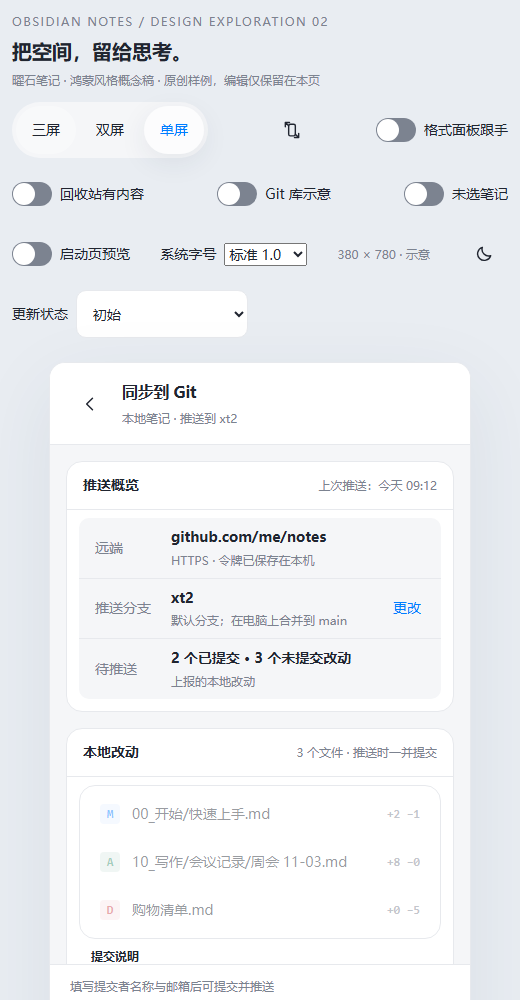 OBSIDIAN NOTES / DESIGN EXPLORATION 02
把空间，留给思考。
曜石笔记 · 鸿蒙风格概念稿 · 原创样例，编辑仅保留在本页
三屏 双屏 单屏 格式面板跟手
回收站有内容 Git 库示意 未选笔记
启动页预览 系统字号 标准 1.0 380 × 780 · 示意
更新状态 初始
同步到 Git
本地笔记 · 推送到 xt2
推送概览 上次推送：今天 09:12
远端 github.com/me/notes
HTTPS · 令牌已保存在本机
推送分支 xt2 更改
默认分支；在电脑上合并到 main
待推送 2 个已提交 • 3 个未提交改动
上报的本地改动
本地改动 3 个文件 · 推送时一并提交
M 00_开始/快速上手.md +2 −1
A 10_写作/会议记录/周会 11-03.md +8 −0
D 购物清单.md +0 −5
提交说明
填写提交者名称与邮箱后可提交并推送